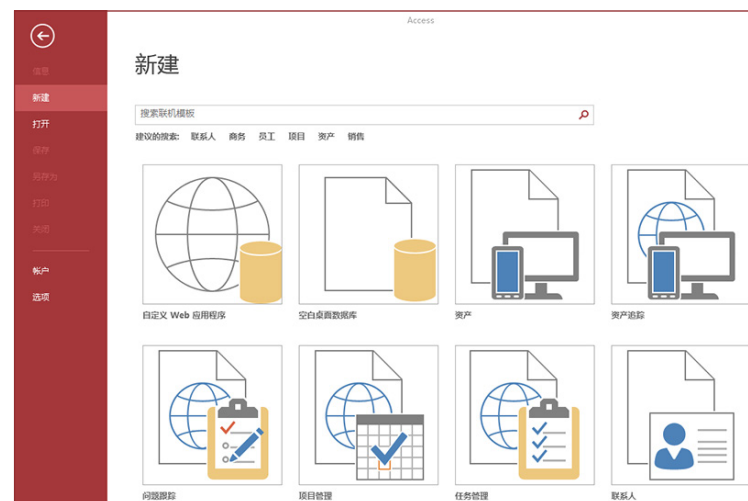 Access
信息
新建
打开
保存
另存为
打印
关闭
帐户
选项
新建
搜索联机模板
建议的搜索: 联系人 商务 员工 项目 资产 销售
自定义 Web 应用程序
空白桌面数据库
资产
资产追踪
问题跟踪
项目管理
任务管理
联系人